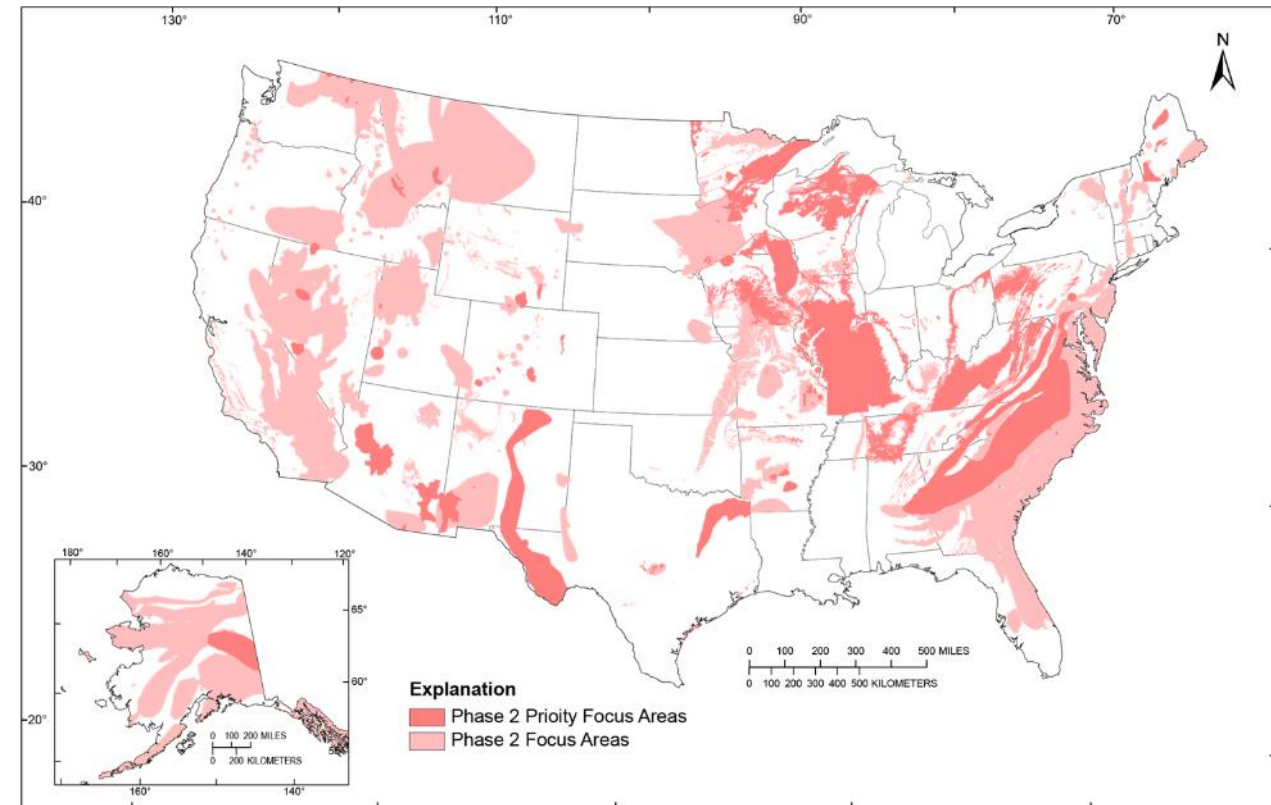 130° 110° 90° 70°
N
40°
30°
20°
180° 160° 140° 120°
65°
60°
160° 140°
0 100 200 MILES
0 200 KILOMETERS
0 100 200 300 400 500 MILES
0 100 200 300 400 500 KILOMETERS
Explanation
Phase 2 Prioity Focus Areas
Phase 2 Focus Areas